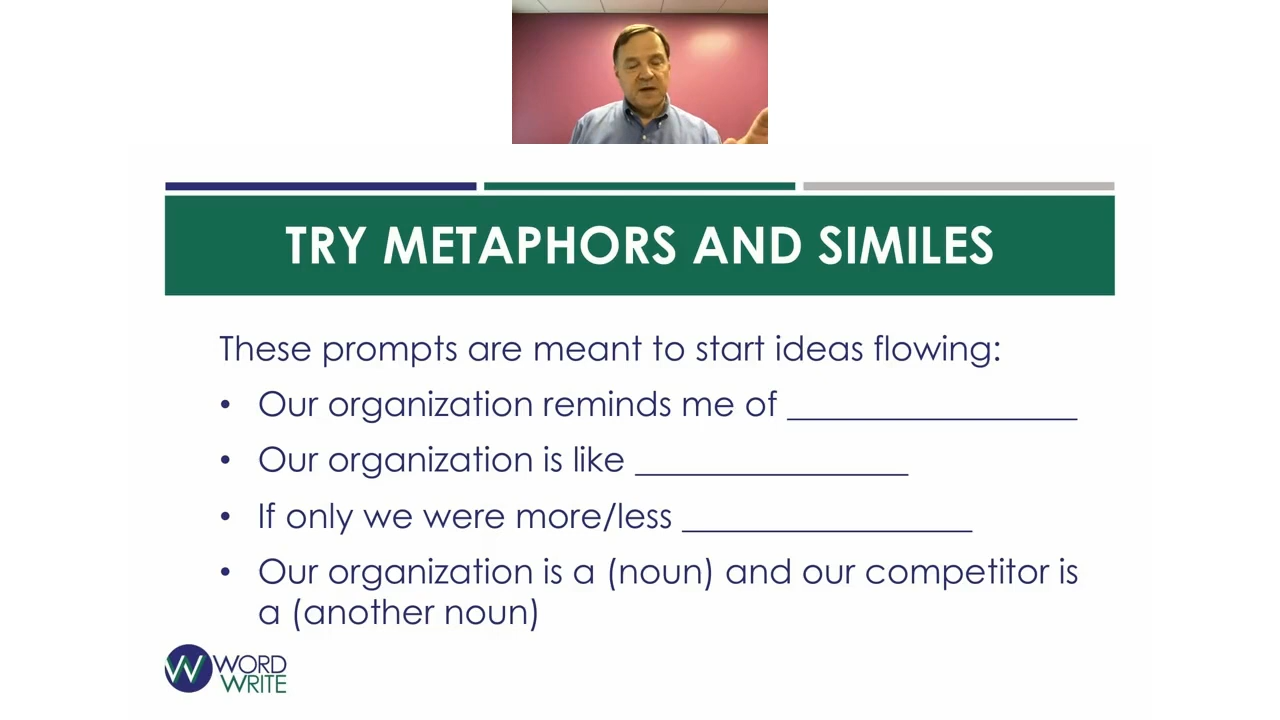 TRY METAPHORS AND SIMILES
These prompts are meant to start ideas flowing:
• Our organization reminds me of ________________
• Our organization is like _______________
• If only we were more/less ________________
• Our organization is a (noun) and our competitor is
a (another noun)
WORD
WRITE